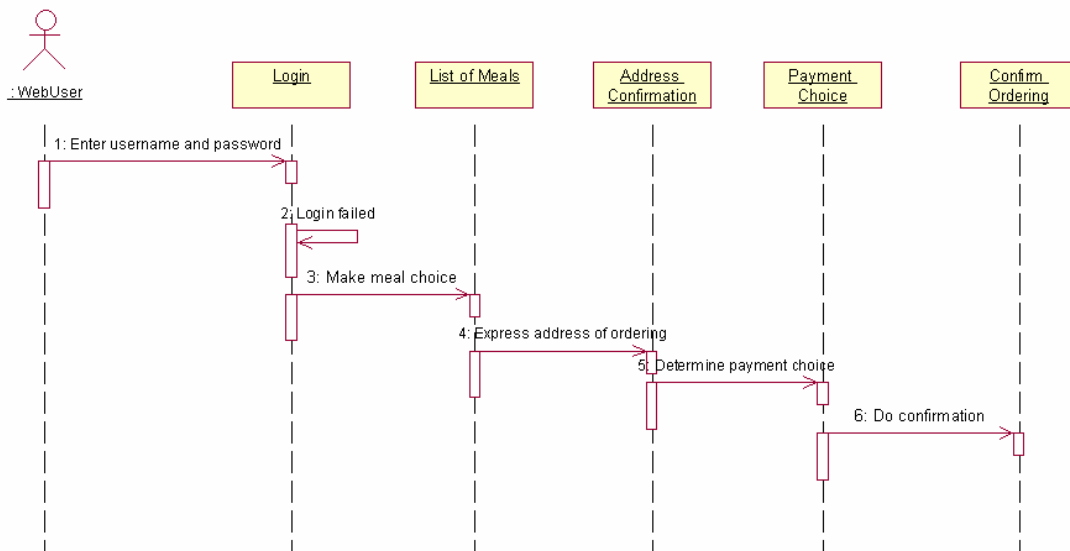 : WebUser
Login
List of Meals
Address
Confirmation
Payment
Choice
Confirm
Ordering
1: Enter username and password
2: Login failed
3: Make meal choice
4: Express address of ordering
5: Determine payment choice
6: Do confirmation